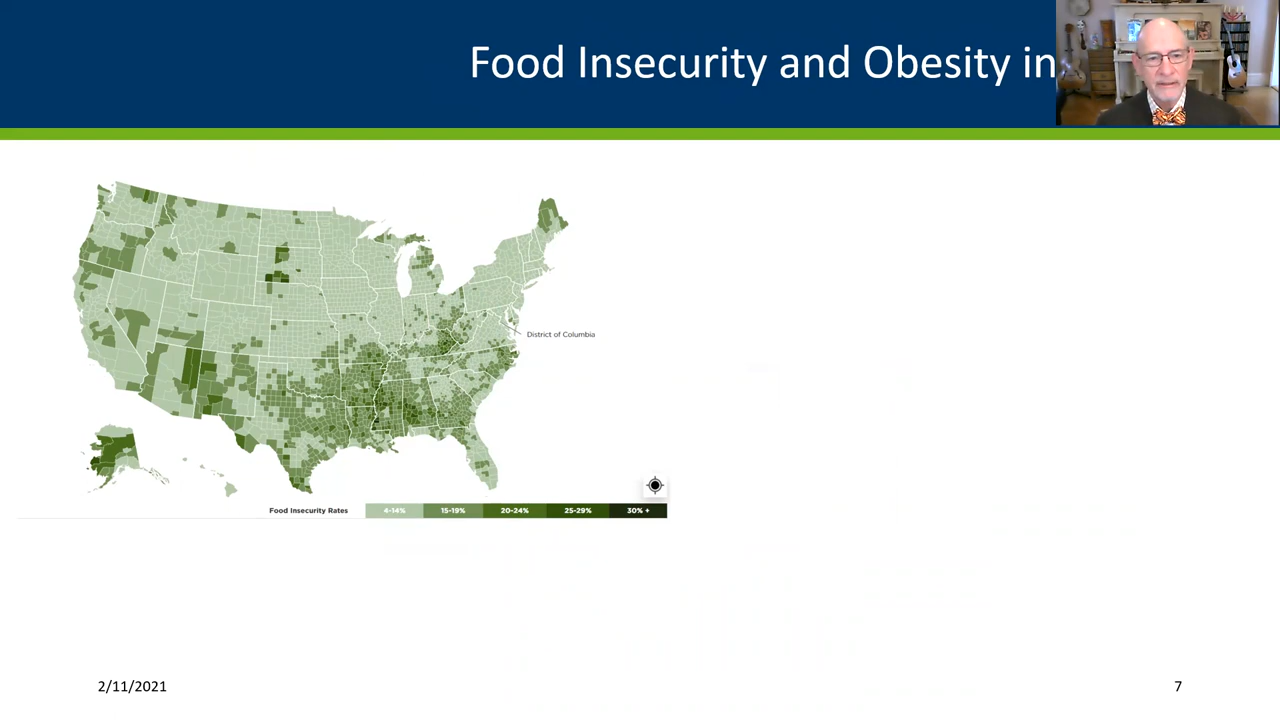 Food Insecurity and Obesity in
District of Columbia
Food Insecurity Rates 4-14% 15-19% 20-24% 25-29% 30% +
2/11/2021
7